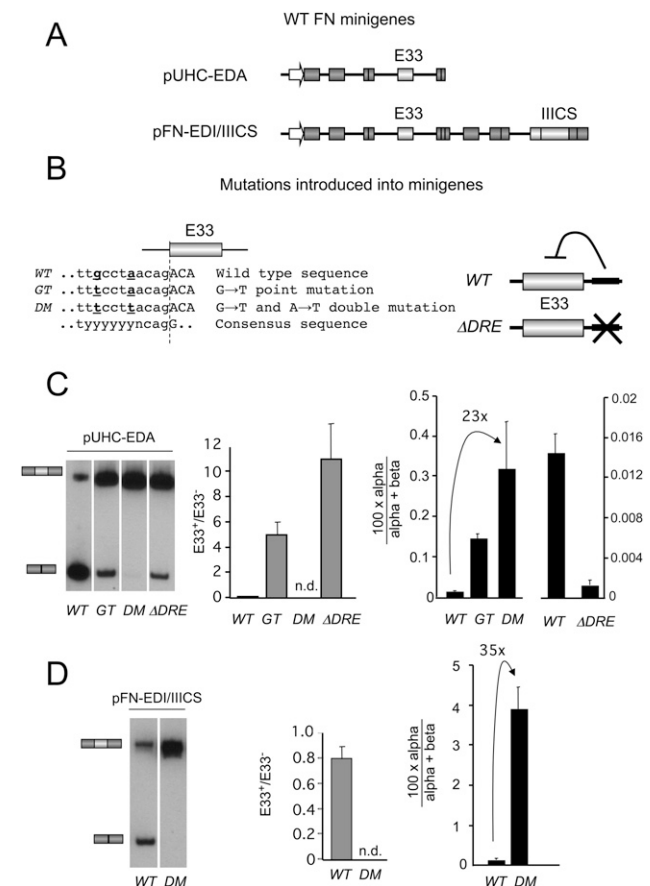 A
WT FN minigenes
E33
pUHC-EDA
E33 IIICS
pFN-EDI/IIICS
B
Mutations introduced into minigenes
E33
WT ..ttgcctaacagACA Wild type sequence
GT ..tttcctaacagACA G→T point mutation
DM ..tttccttacagACA G→T and A→T double mutation
..tyyyyyyncagG.. Consensus sequence
WT
E33
ΔDRE
C
pUHC-EDA
WT GT DM ΔDRE
E33⁺/E33⁻
12
10
8
6
4
2
0
n.d.
WT GT DM ΔDRE
100 x alpha
alpha + beta
0.5
0.4
0.3
0.2
0.1
0
23x
WT GT DM
0.02
0.016
0.012
0.008
0.004
0
WT ΔDRE
D
pFN-EDI/IIICS
WT DM
E33⁺/E33⁻
1.0
0.8
0.6
0.4
0.2
0
n.d.
WT DM
100 x alpha
alpha + beta
35x
5
4
3
2
1
0
WT DM